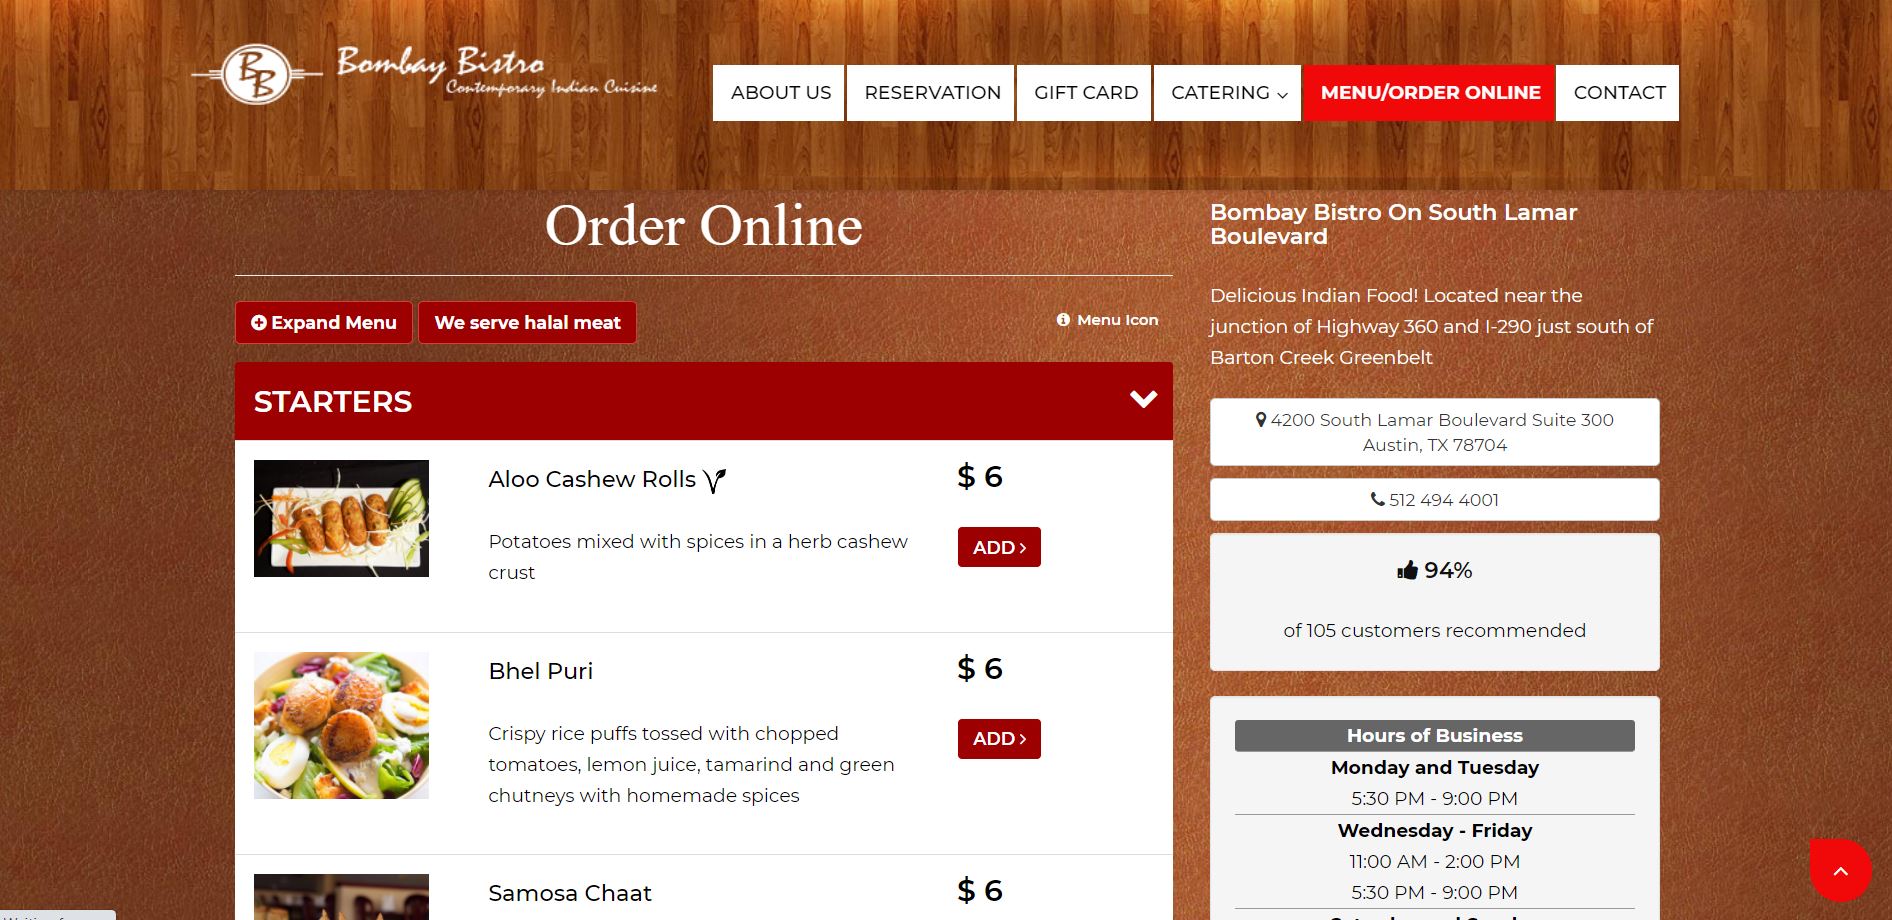 BB
Bombay Bistro
Contemporary Indian Cuisine
ABOUT US
RESERVATION
GIFT CARD
CATERING
MENU/ORDER ONLINE
CONTACT
Order Online
Expand Menu
We serve halal meat
Menu Icon
STARTERS
Aloo Cashew Rolls
$ 6
Potatoes mixed with spices in a herb cashew
crust
ADD
Bhel Puri
$ 6
Crispy rice puffs tossed with chopped
tomatoes, lemon juice, tamarind and green
chutneys with homemade spices
ADD
Samosa Chaat
$ 6
Bombay Bistro On South Lamar
Boulevard
Delicious Indian Food! Located near the
junction of Highway 360 and I-290 just south of
Barton Creek Greenbelt
4200 South Lamar Boulevard Suite 300
Austin, TX 78704
512 494 4001
94%
of 105 customers recommended
Hours of Business
Monday and Tuesday
5:30 PM - 9:00 PM
Wednesday - Friday
11:00 AM - 2:00 PM
5:30 PM - 9:00 PM